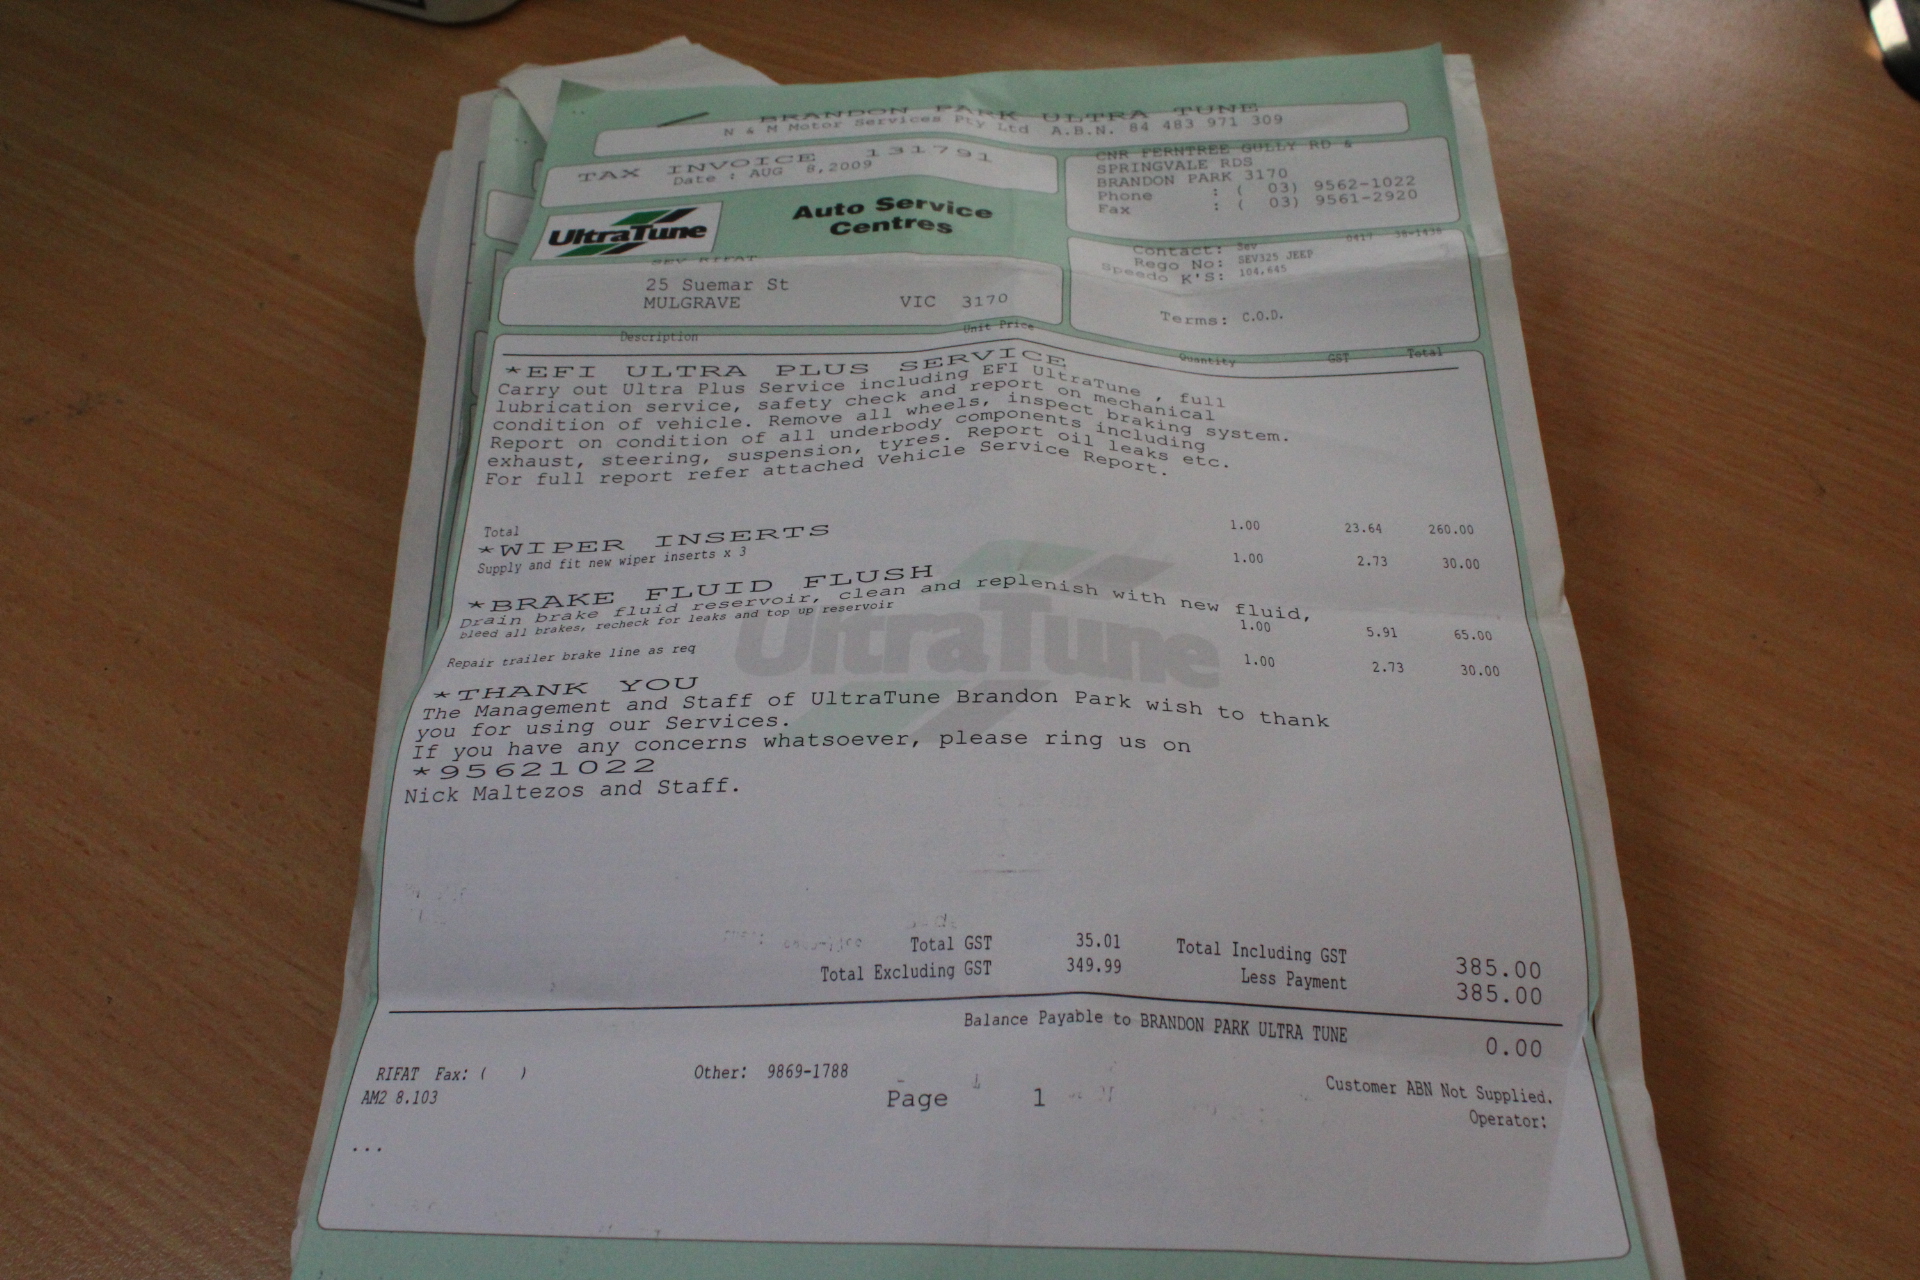 BRANDON PARK ULTRA TUNE
N & M Motor Services Pty Ltd A.B.N. 84 483 971 309
TAX INVOICE 131791
Date : AUG 8,2009
CNR FERNTREE GULLY RD &
SPRINGVALE RDS
BRANDON PARK 3170
Phone : ( 03) 9562-1022
Fax : ( 03) 9561-2920
UltraTune
Auto Service
Centres
Contact: Sev 0417 38-1438
Rego No: SEV325 JEEP
Speedo K'S: 104,645
Terms: C.O.D.
SEV RIFAT
25 Suemar St
MULGRAVE VIC 3170
Description Unit Price Quantity GST Total
*EFI ULTRA PLUS SERVICE
Carry out Ultra Plus Service including EFI UltraTune , full
lubrication service, safety check and report on mechanical
condition of vehicle. Remove all wheels, inspect braking system.
Report on condition of all underbody components including
exhaust, steering, suspension, tyres. Report oil leaks etc.
For full report refer attached Vehicle Service Report.
Total 1.00 23.64 260.00
*WIPER INSERTS
Supply and fit new wiper inserts x 3 1.00 2.73 30.00
*BRAKE FLUID FLUSH
Drain brake fluid reservoir, clean and replenish with new fluid,
bleed all brakes, recheck for leaks and top up reservoir 1.00 5.91 65.00
Repair trailer brake line as req 1.00 2.73 30.00
*THANK YOU
The Management and Staff of UltraTune Brandon Park wish to thank
you for using our Services.
If you have any concerns whatsoever, please ring us on
*95621022
Nick Maltezos and Staff.
UltraTune
Total GST 35.01 Total Including GST 385.00
Total Excluding GST 349.99 Less Payment 385.00
Balance Payable to BRANDON PARK ULTRA TUNE 0.00
RIFAT Fax: ( ) Other: 9869-1788
AM2 8.103 Page 1 Customer ABN Not Supplied.
Operator:
...